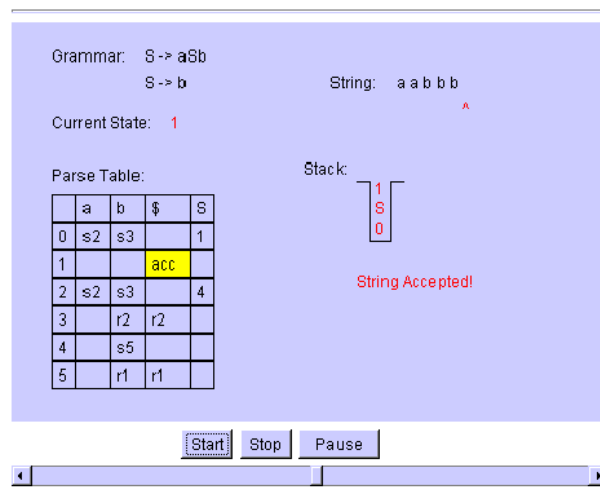 Grammar: S -> aSb
S -> b
String: a a b b b
^
Current State: 1
Parse Table:
a b $ S
0 s2 s3 1
1 acc
2 s2 s3 4
3 r2 r2
4 s5
5 r1 r1
Stack:
1
S
0
String Accepted!
Start Stop Pause